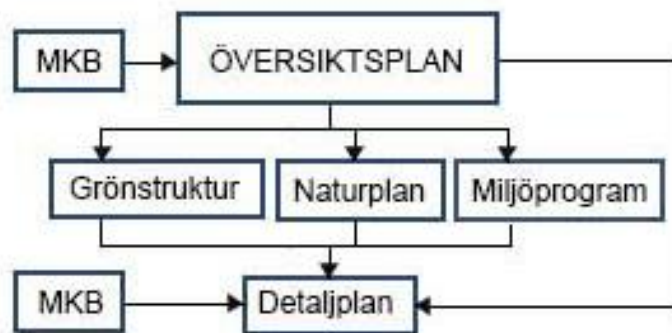 MKB
ÖVERSIKTSPLAN
Grönstruktur
Naturplan
Miljöprogram
MKB
Detaljplan